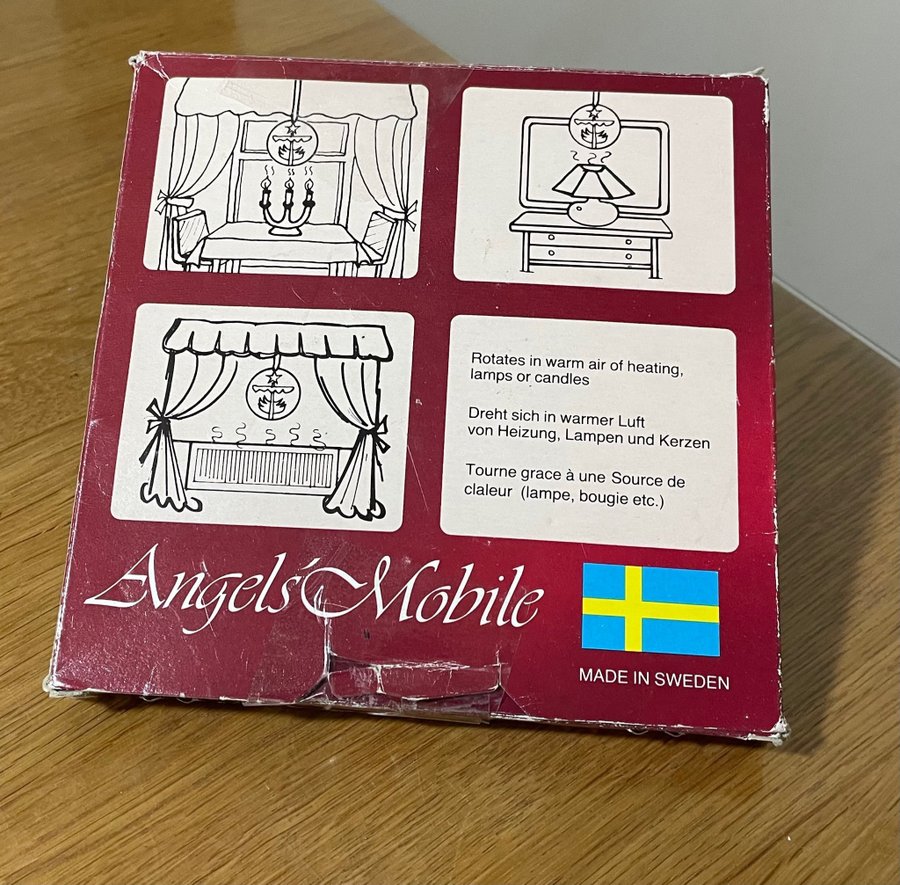 Rotates in warm air of heating,
lamps or candles
Dreht sich in warmer Luft
von Heizung, Lampen und Kerzen
Tourne grace à une Source de
claleur (lampe, bougie etc.)
Angels' Mobile
MADE IN SWEDEN